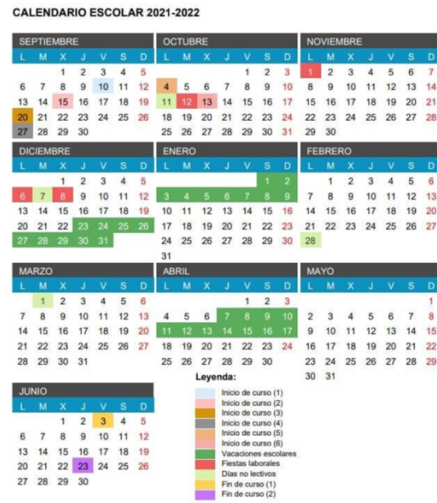 CALENDARIO ESCOLAR 2021-2022
SEPTIEMBRE
L M X J V S D
1 2 3 4 5
6 7 8 9 10 11 12
13 14 15 16 17 18 19
20 21 22 23 24 25 26
27 28 29 30
OCTUBRE
L M X J V S D
1 2 3
4 5 6 7 8 9 10
11 12 13 14 15 16 17
18 19 20 21 22 23 24
25 26 27 28 29 30 31
NOVIEMBRE
L M X J V S D
1 2 3 4 5 6 7
8 9 10 11 12 13 14
15 16 17 18 19 20 21
22 23 24 25 26 27 28
29 30
DICIEMBRE
L M X J V S D
1 2 3 4 5
6 7 8 9 10 11 12
13 14 15 16 17 18 19
20 21 22 23 24 25 26
27 28 29 30 31
ENERO
L M X J V S D
1 2
3 4 5 6 7 8 9
10 11 12 13 14 15 16
17 18 19 20 21 22 23
24 25 26 27 28 29 30
31
FEBRERO
L M X J V S D
1 2 3 4 5 6
7 8 9 10 11 12 13
14 15 16 17 18 19 20
21 22 23 24 25 26 27
28
MARZO
L M X J V S D
1 2 3 4 5 6
7 8 9 10 11 12 13
14 15 16 17 18 19 20
21 22 23 24 25 26 27
28 29 30 31
ABRIL
L M X J V S D
1 2 3
4 5 6 7 8 9 10
11 12 13 14 15 16 17
18 19 20 21 22 23 24
25 26 27 28 29 30
MAYO
L M X J V S D
1
2 3 4 5 6 7 8
9 10 11 12 13 14 15
16 17 18 19 20 21 22
23 24 25 26 27 28 29
30 31
JUNIO
L M X J V S D
1 2 3 4 5
6 7 8 9 10 11 12
13 14 15 16 17 18 19
20 21 22 23 24 25 26
27 28 29 30
Leyenda:
Inicio de curso (1)
Inicio de curso (2)
Inicio de curso (3)
Inicio de curso (4)
Inicio de curso (5)
Inicio de curso (6)
Vacaciones escolares
Fiestas laborales
Días no lectivos
Fin de curso (1)
Fin de curso (2)